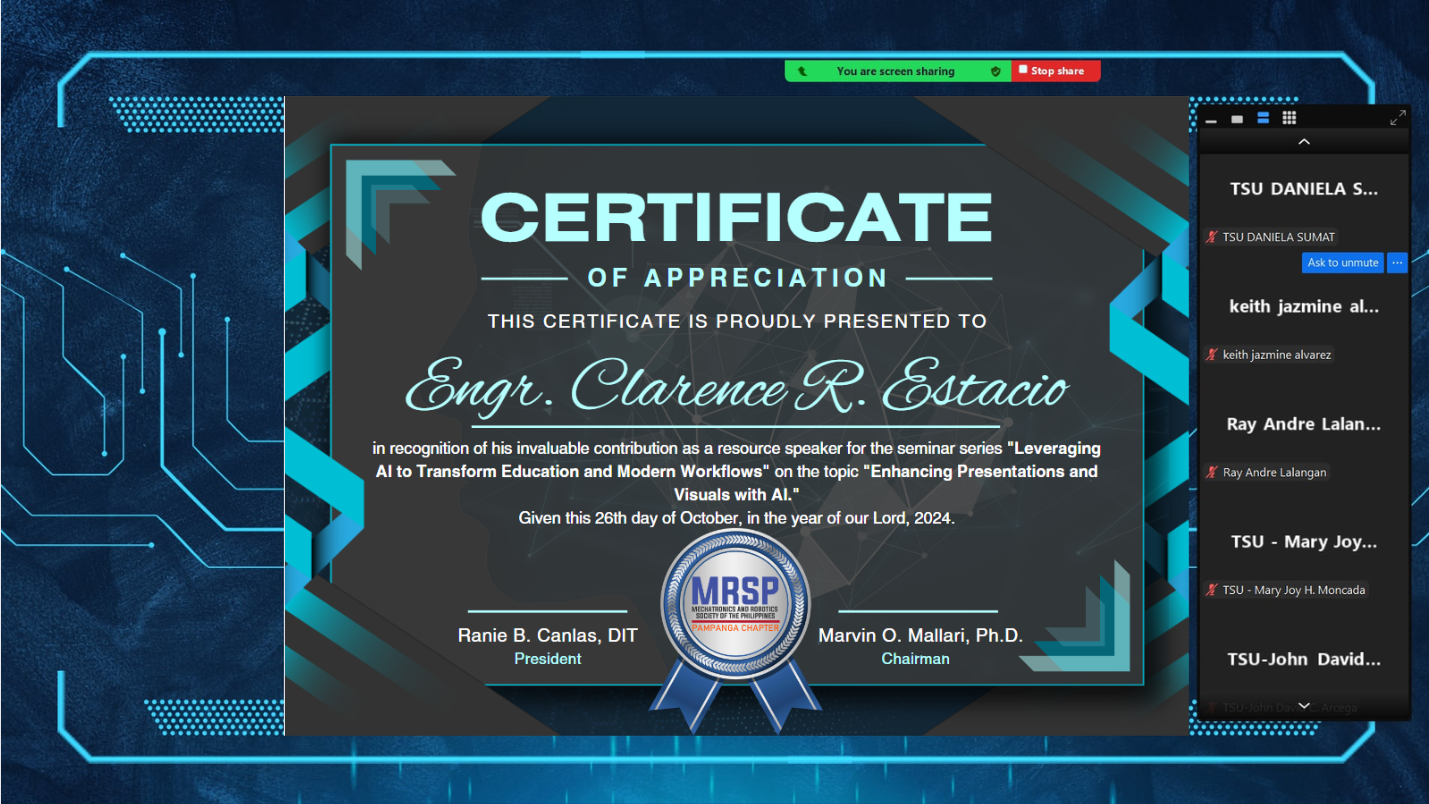 You are screen sharing
Stop share
CERTIFICATE
OF APPRECIATION
THIS CERTIFICATE IS PROUDLY PRESENTED TO
Engr. Clarence R. Estacio
in recognition of his invaluable contribution as a resource speaker for the seminar series "Leveraging
AI to Transform Education and Modern Workflows" on the topic "Enhancing Presentations and
Visuals with AI."
Given this 26th day of October, in the year of our Lord, 2024.
MRSP
MECHATRONICS AND ROBOTICS
SOCIETY OF THE PHILIPPINES
PAMPANGA CHAPTER
Ranie B. Canlas, DIT
President
Marvin O. Mallari, Ph.D.
Chairman
TSU DANIELA S...
TSU DANIELA SUMAT
Ask to unmute ...
keith jazmine al...
keith jazmine alvarez
Ray Andre Lalan...
Ray Andre Lalangan
TSU - Mary Joy...
TSU - Mary Joy H. Moncada
TSU-John David...
TSU-John David C. Arcega